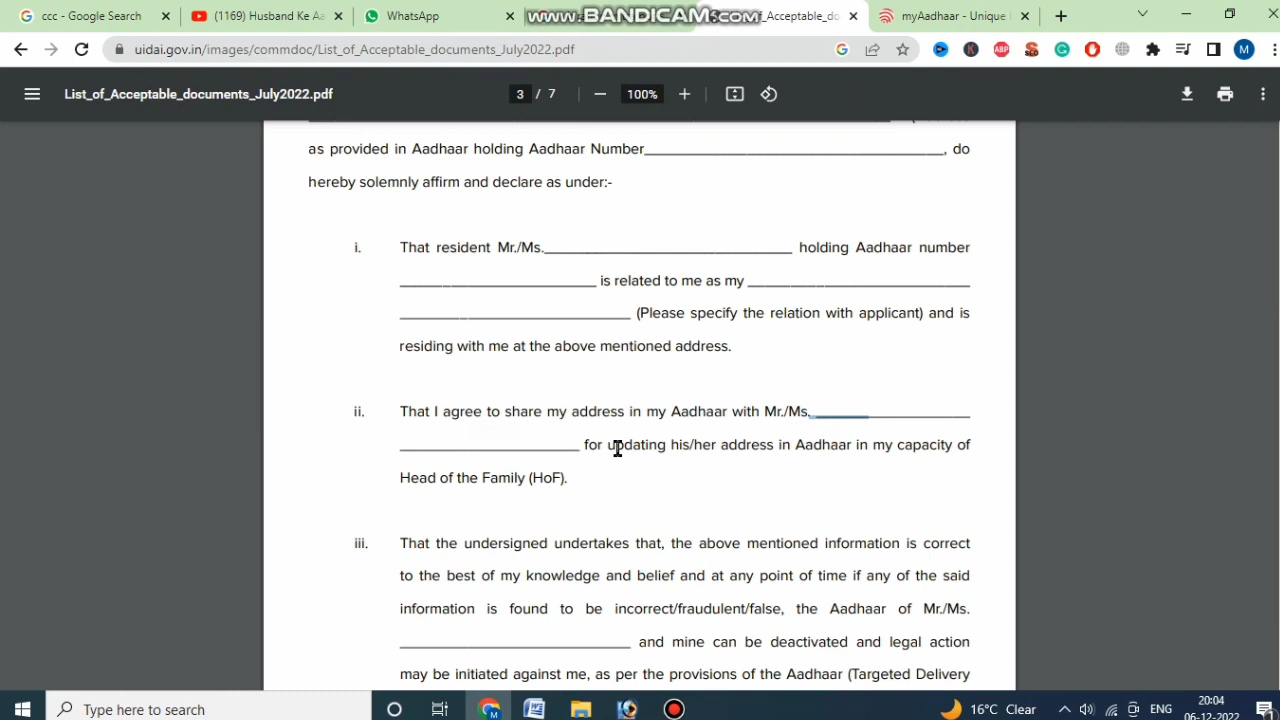 ccc - Google Search
(1169) Husband Ke Aa
WhatsApp
WWW.BANDICAM.COM
of_Acceptable_do
myAadhaar - Unique
uidai.gov.in/images/commdoc/List_of_Acceptable_documents_July2022.pdf
List_of_Acceptable_documents_July2022.pdf
3 / 7
100%
as provided in Aadhaar holding Aadhaar Number____________________, do
hereby solemnly affirm and declare as under:-
i. That resident Mr./Ms.____________________ holding Aadhaar number
____________________ is related to me as my ____________________
____________________ (Please specify the relation with applicant) and is
residing with me at the above mentioned address.
ii. That I agree to share my address in my Aadhaar with Mr./Ms.____________________
____________________ for updating his/her address in Aadhaar in my capacity of
Head of the Family (HoF).
iii. That the undersigned undertakes that, the above mentioned information is correct
to the best of my knowledge and belief and at any point of time if any of the said
information is found to be incorrect/fraudulent/false, the Aadhaar of Mr./Ms.
____________________ and mine can be deactivated and legal action
may be initiated against me, as per the provisions of the Aadhaar (Targeted Delivery
Type here to search
16°C Clear
ENG
20:04
06-12-2022